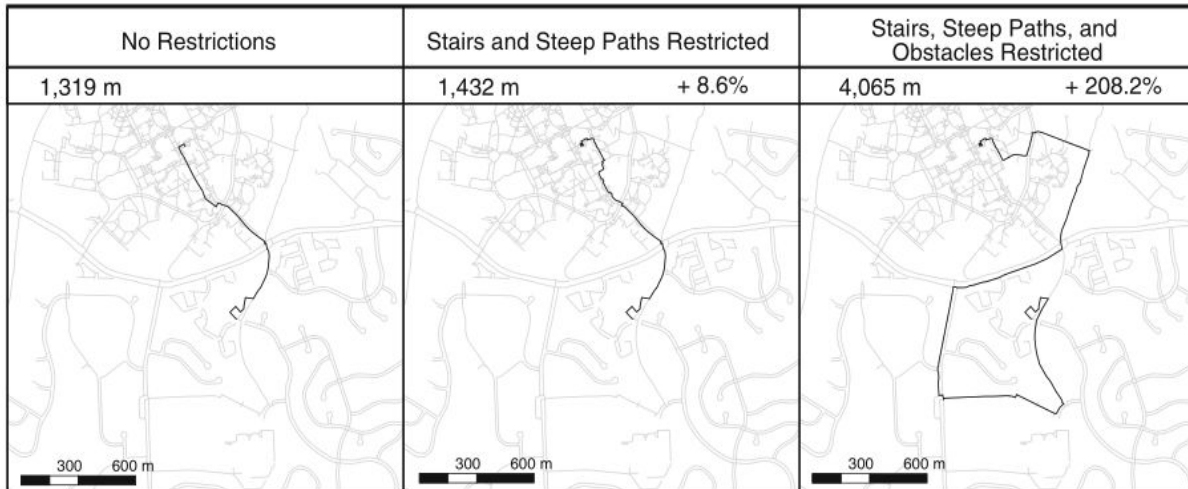 No Restrictions
Stairs and Steep Paths Restricted
Stairs, Steep Paths, and
Obstacles Restricted
1,319 m
1,432 m + 8.6%
4,065 m + 208.2%
300 600 m
300 600 m
300 600 m